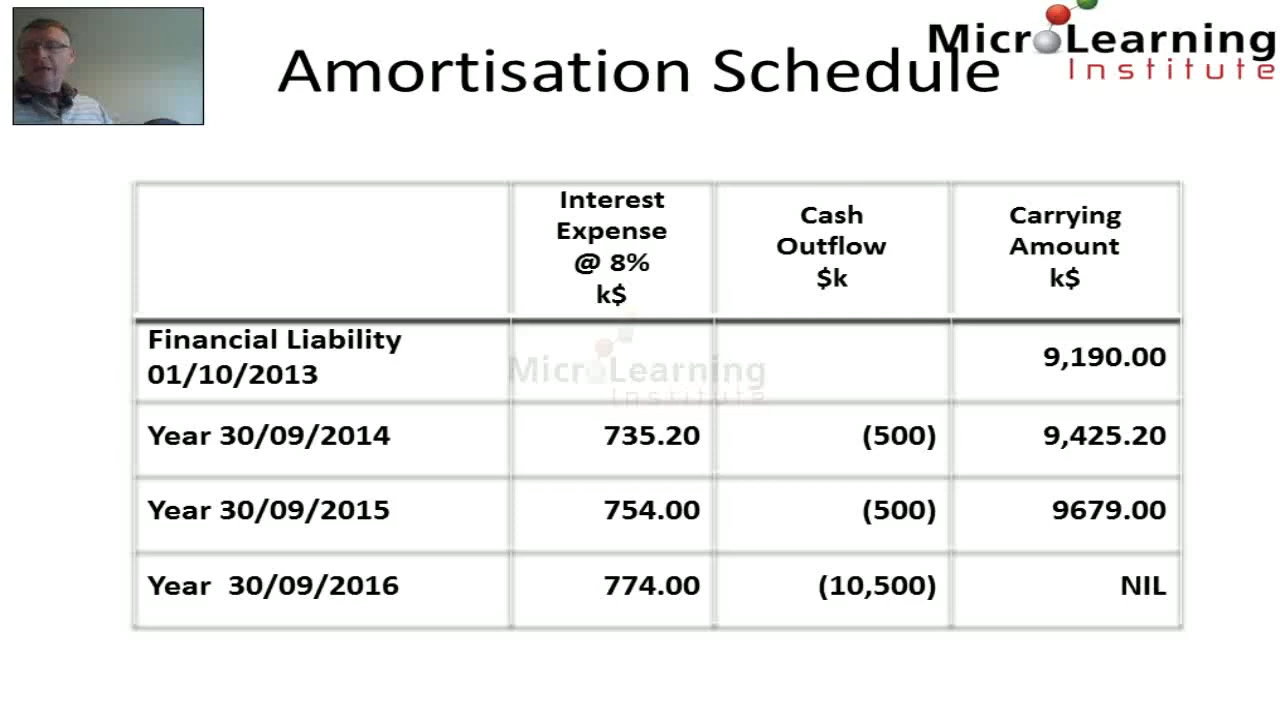 Amortisation Schedule
MicroLearning
Institute
Interest
Expense
@ 8%
k$
Cash
Outflow
$k
Carrying
Amount
k$
Financial Liability
01/10/2013
9,190.00
MicroLearning
Institute
Year 30/09/2014 735.20 (500) 9,425.20
Year 30/09/2015 754.00 (500) 9679.00
Year 30/09/2016 774.00 (10,500) NIL